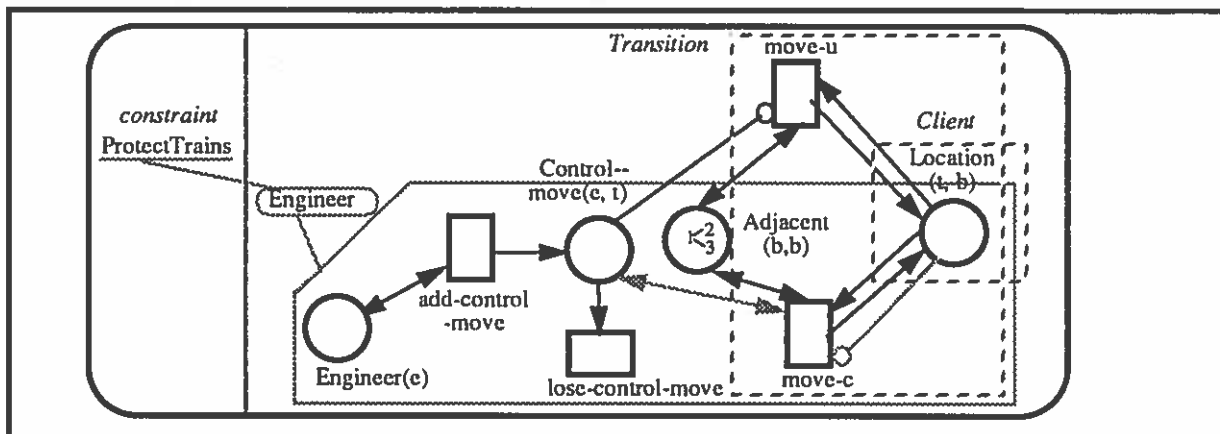 Transition
move-u
constraint
ProtectTrains
Client
Location
(t, b)
Control--
move(e, t)
Engineer
Adjacent
(b,b)
add-control
-move
Engineer(e)
lose-control-move
move-c